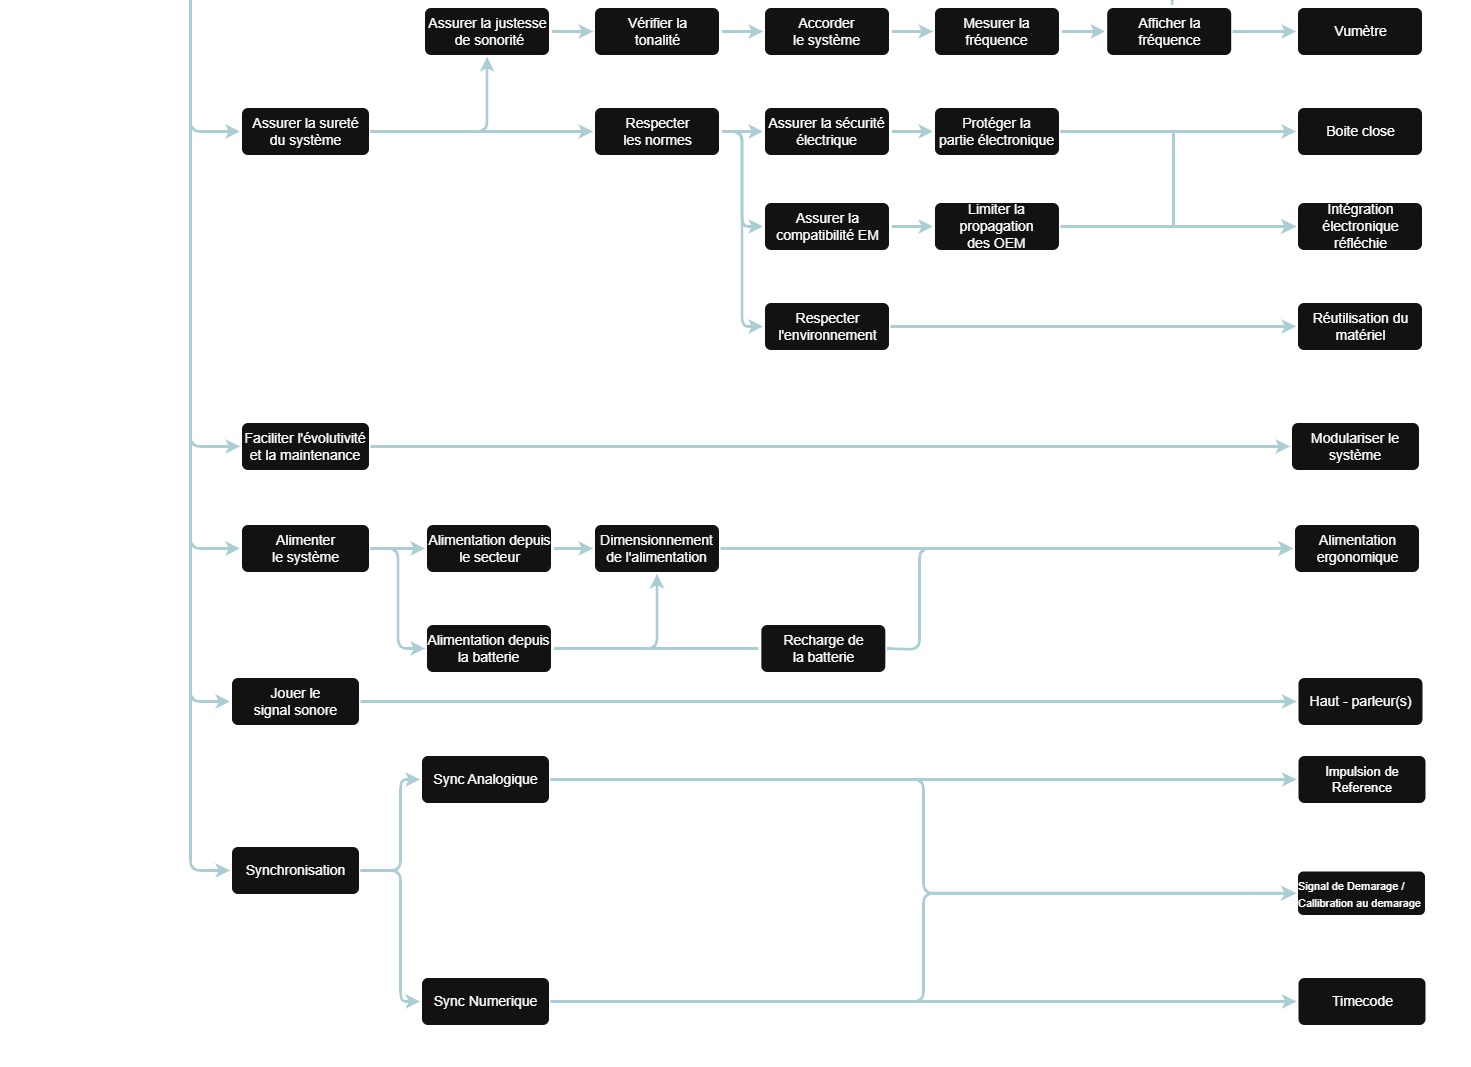 Assurer la justesse
de sonorité
Vérifier la
tonalité
Accorder
le système
Mesurer la
fréquence
Afficher la
fréquence
Vumètre
Assurer la sureté
du système
Respecter
les normes
Assurer la sécurité
électrique
Protéger la
partie électronique
Boite close
Assurer la
compatibilité EM
Limiter la
propagation
des OEM
Intégration
électronique
réfléchie
Respecter
l'environnement
Réutilisation du
matériel
Faciliter l'évolutivité
et la maintenance
Modulariser le
système
Alimenter
le système
Alimentation depuis
le secteur
Dimensionnement
de l'alimentation
Alimentation
ergonomique
Alimentation depuis
la batterie
Recharge de
la batterie
Jouer le
signal sonore
Haut - parleur(s)
Sync Analogique
Impulsion de
Reference
Synchronisation
Signal de Demarage /
Callibration au demarage
Sync Numerique
Timecode